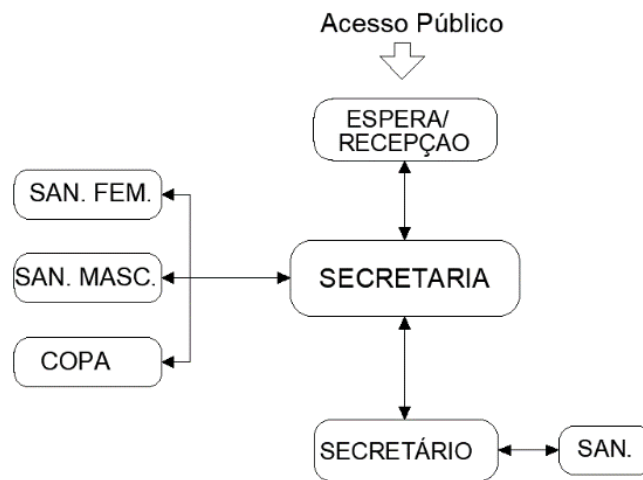 Acesso Público
ESPERA/
RECEPÇAO
SAN. FEM.
SAN. MASC.
SECRETARIA
COPA
SECRETÁRIO
SAN.